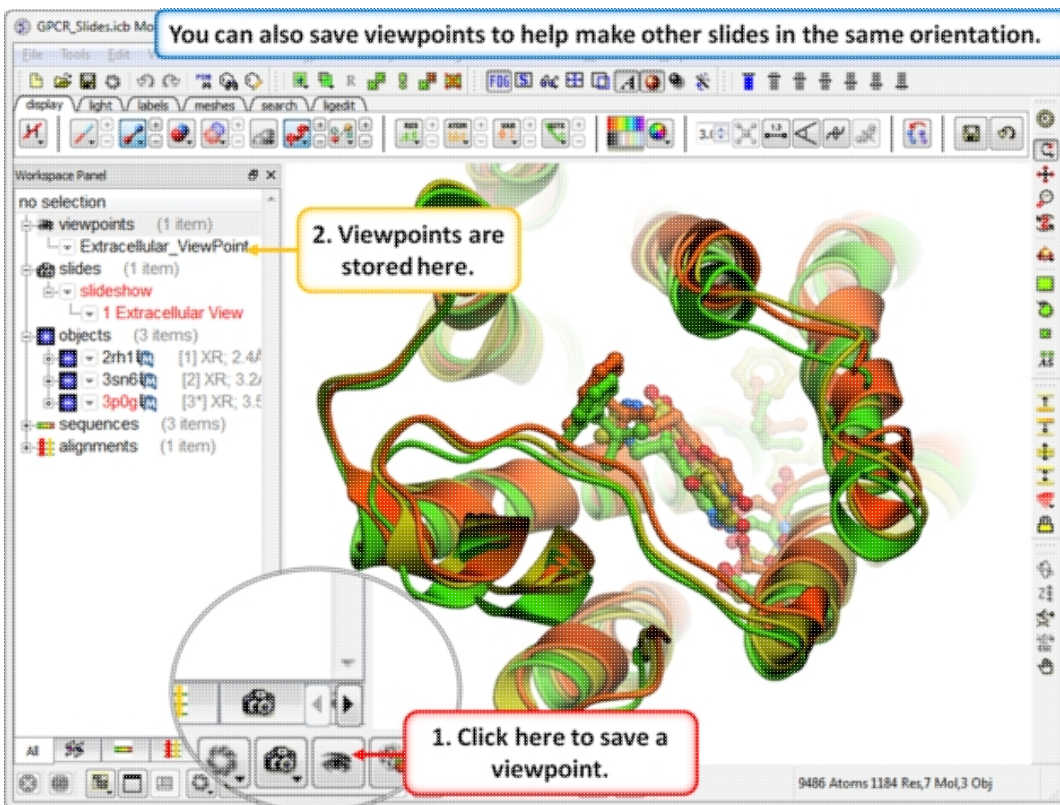 GPCR_Slides.icb Mo
You can also save viewpoints to help make other slides in the same orientation.
File Tools Edit
FOG
display light labels meshes search ligedit
Workspace Panel
no selection
viewpoints (1 item)
Extracellular_ViewPoint
2. Viewpoints are
stored here.
slides (1 item)
slideshow
1 Extracellular View
objects (3 items)
2rh1 [1] XR; 2.4Å
3sn6 [2] XR; 3.2
3p0g [3*] XR; 3.5
sequences (3 items)
alignments (1 item)
1. Click here to save a
viewpoint.
All
9486 Atoms 1184 Res,7 Mol,3 Obj